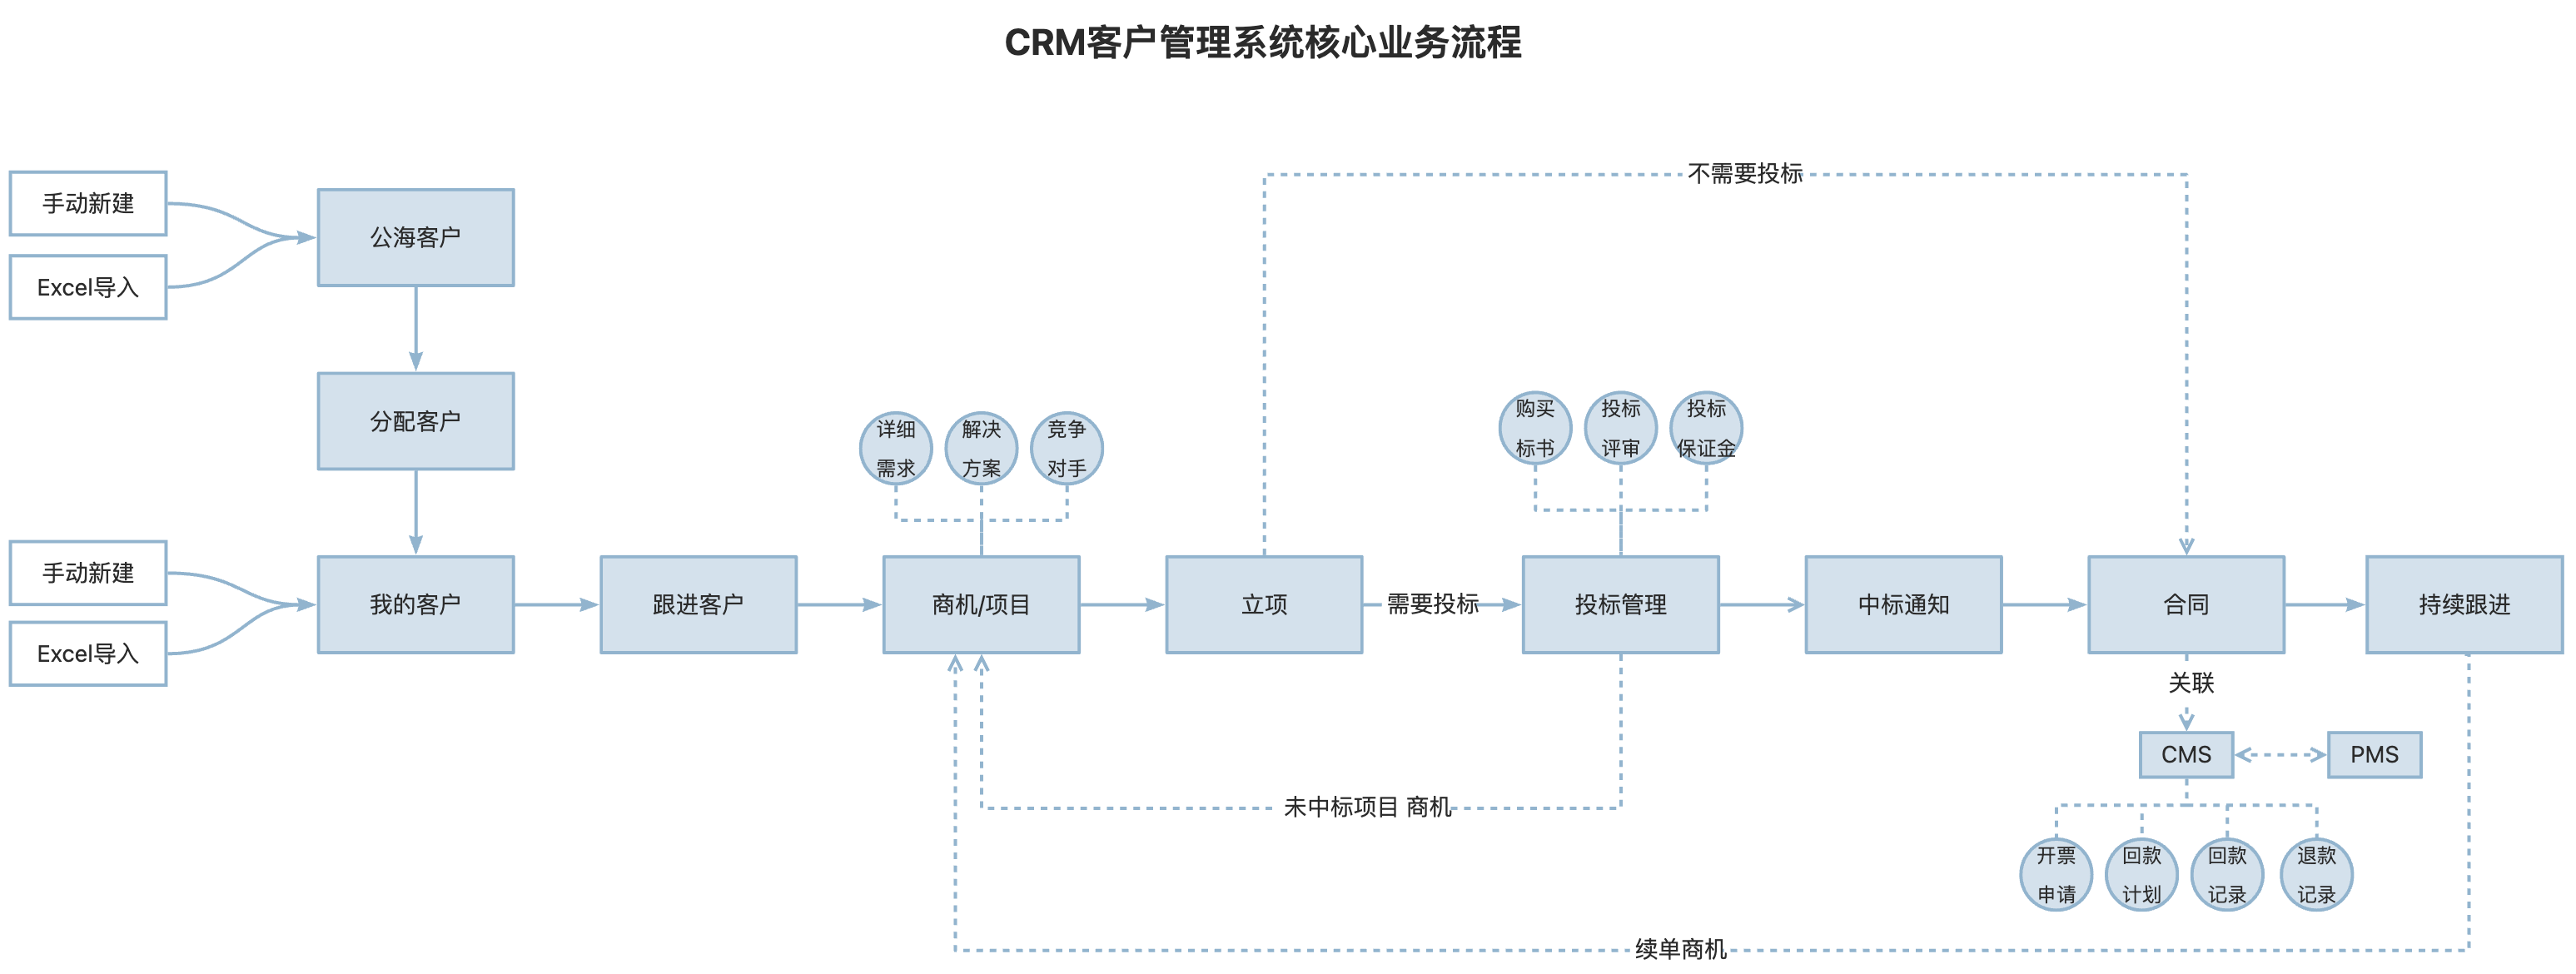 CRM客户管理系统核心业务流程
手动新建
Excel导入
公海客户
分配客户
手动新建
Excel导入
我的客户
跟进客户
详细
需求
解决
方案
竞争
对手
商机/项目
立项
不需要投标
需要投标
购买
标书
投标
评审
投标
保证金
投标管理
中标通知
合同
持续跟进
未中标项目 商机
关联
CMS
PMS
开票
申请
回款
计划
回款
记录
退款
记录
续单商机